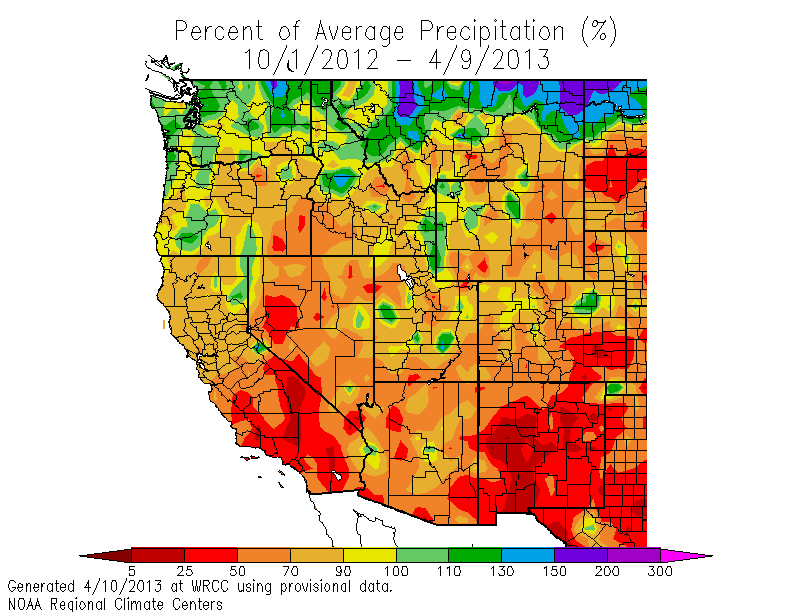 Percent of Average Precipitation (%)
10/1/2012 – 4/9/2013
5 25 50 70 90 100 110 130 150 200 300
Generated 4/10/2013 at WRCC using provisional data.
NOAA Regional Climate Centers